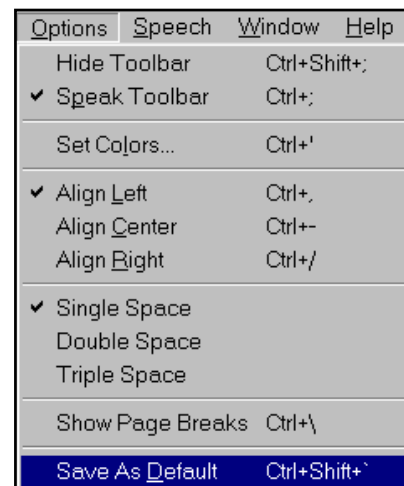 Options Speech Window Help
Hide Toolbar Ctrl+Shift+;
✔ Speak Toolbar Ctrl+;
Set Colors... Ctrl+'
✔ Align Left Ctrl+,
Align Center Ctrl+-
Align Right Ctrl+/
✔ Single Space
Double Space
Triple Space
Show Page Breaks Ctrl+\
Save As Default Ctrl+Shift+`